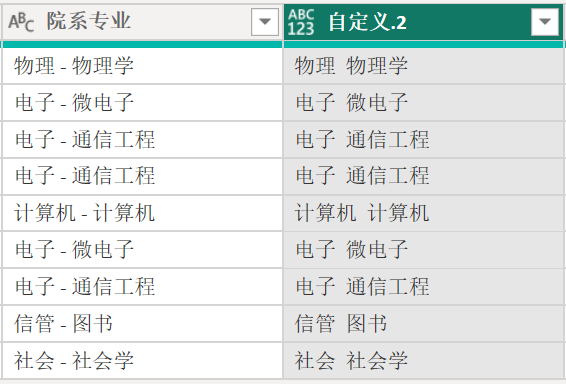 ABC 院系专业 ABC 123 自定义.2
物理 - 物理学 物理  物理学
电子 - 微电子 电子  微电子
电子 - 通信工程 电子  通信工程
电子 - 通信工程 电子  通信工程
计算机 - 计算机 计算机  计算机
电子 - 微电子 电子  微电子
电子 - 通信工程 电子  通信工程
信管 - 图书 信管  图书
社会 - 社会学 社会  社会学